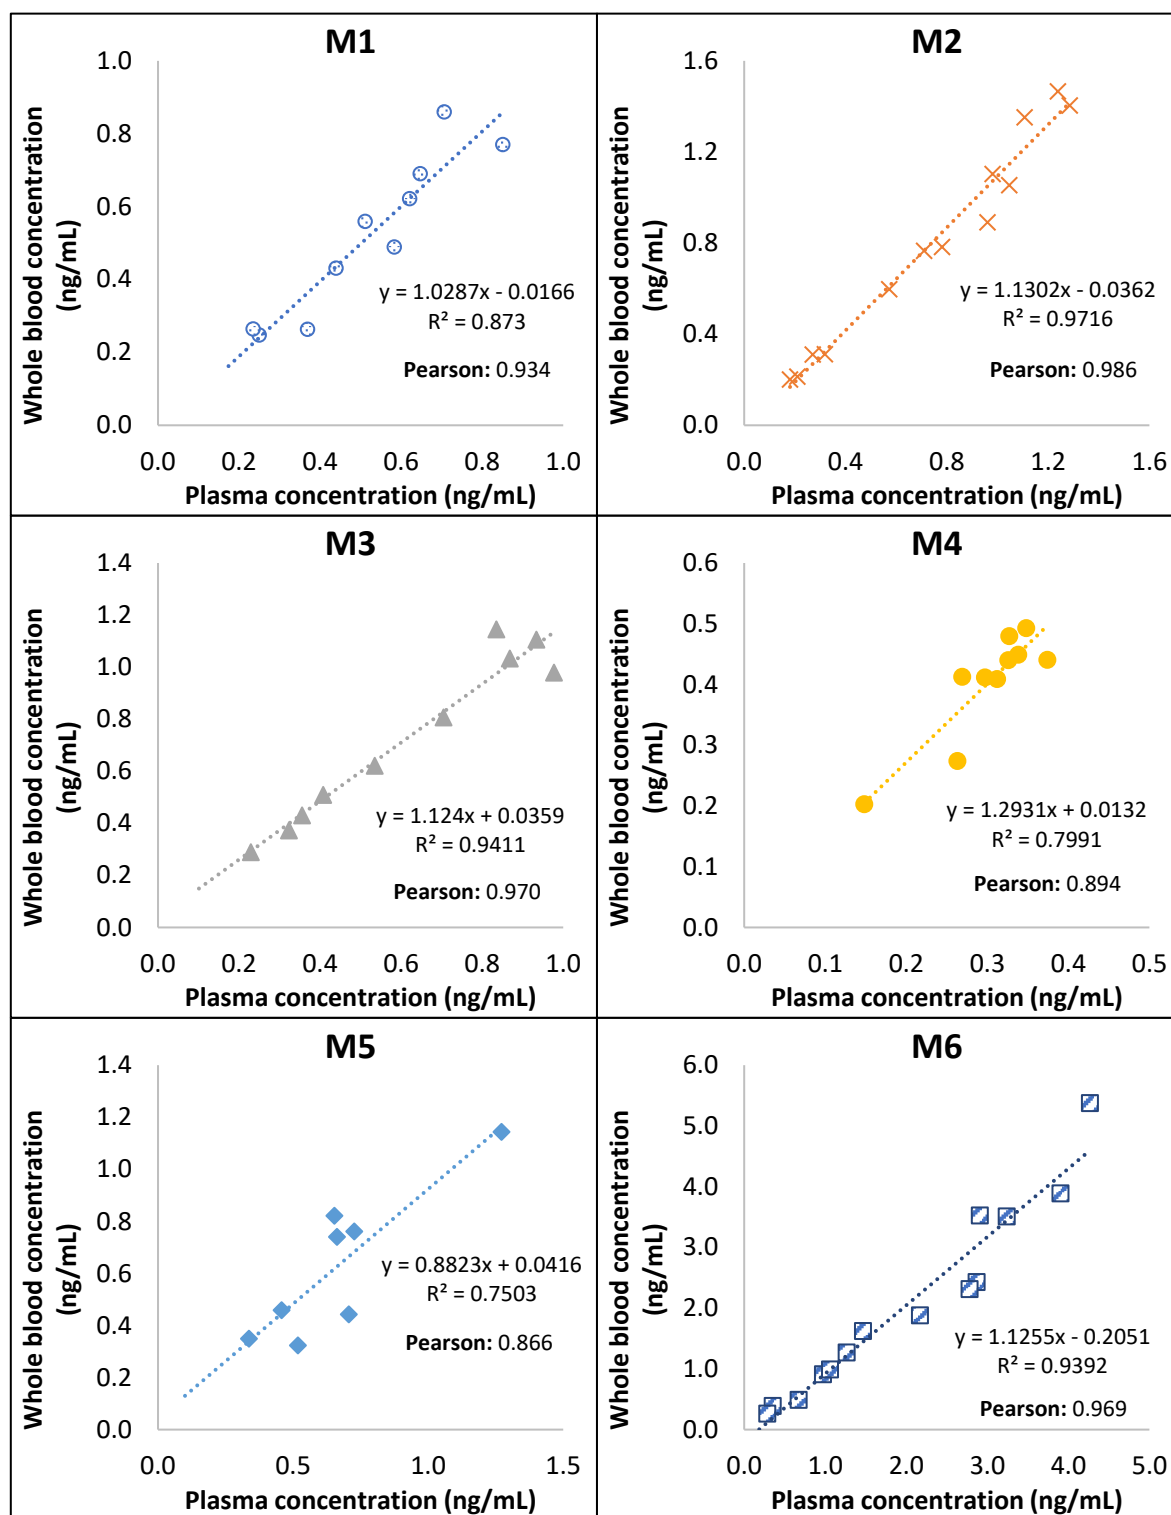 M1
Whole blood concentration
(ng/mL)
1.0
0.8
0.6
0.4
0.2
0.0
y = 1.0287x - 0.0166
R² = 0.873
Pearson: 0.934
0.0 0.2 0.4 0.6 0.8 1.0
Plasma concentration (ng/mL)
M2
Whole blood concentration
(ng/mL)
1.6
1.2
0.8
0.4
0.0
y = 1.1302x - 0.0362
R² = 0.9716
Pearson: 0.986
0.0 0.4 0.8 1.2 1.6
Plasma concentration (ng/mL)
M3
Whole blood concentration
(ng/mL)
1.4
1.2
1.0
0.8
0.6
0.4
0.2
0.0
y = 1.124x + 0.0359
R² = 0.9411
Pearson: 0.970
0.0 0.2 0.4 0.6 0.8 1.0
Plasma concentration (ng/mL)
M4
Whole blood concentration
(ng/mL)
0.6
0.5
0.4
0.3
0.2
0.1
0.0
y = 1.2931x + 0.0132
R² = 0.7991
Pearson: 0.894
0.0 0.1 0.2 0.3 0.4 0.5
Plasma concentration (ng/mL)
M5
Whole blood concentration
(ng/mL)
1.4
1.2
1.0
0.8
0.6
0.4
0.2
0.0
y = 0.8823x + 0.0416
R² = 0.7503
Pearson: 0.866
0.0 0.5 1.0 1.5
Plasma concentration (ng/mL)
M6
Whole blood concentration
(ng/mL)
6.0
5.0
4.0
3.0
2.0
1.0
0.0
y = 1.1255x - 0.2051
R² = 0.9392
Pearson: 0.969
0.0 1.0 2.0 3.0 4.0 5.0
Plasma concentration (ng/mL)